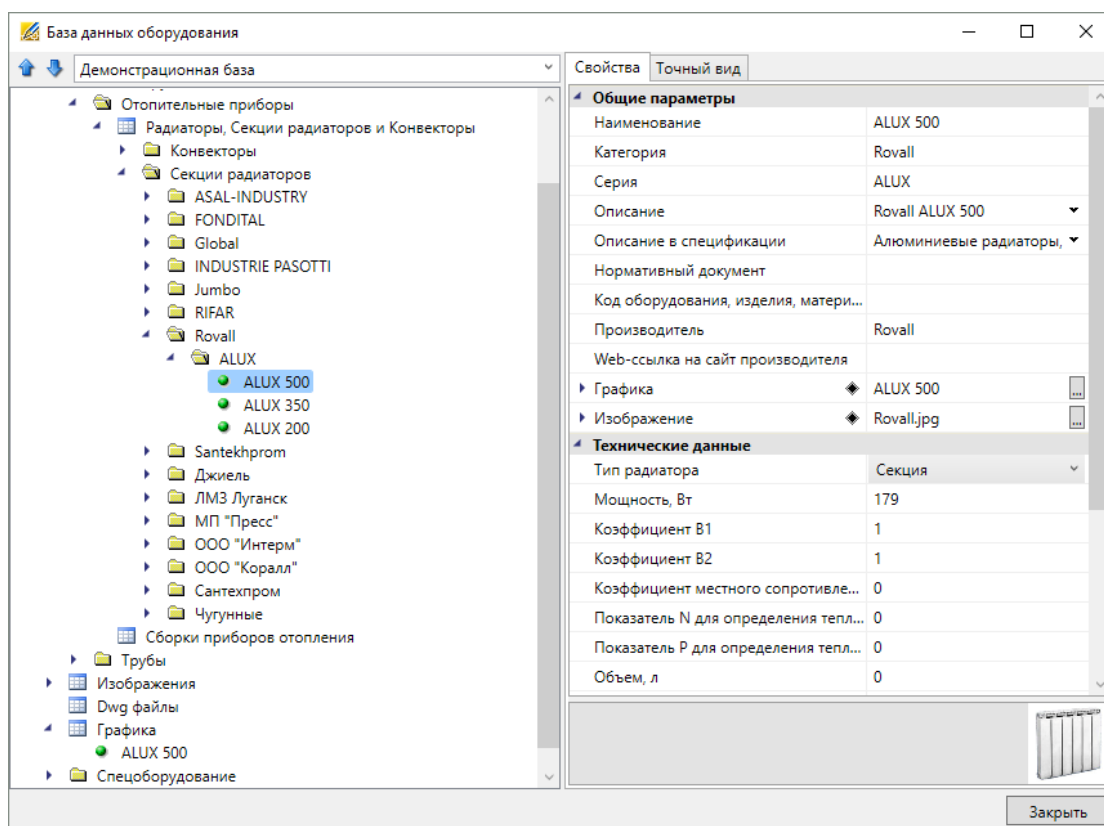 База данных оборудования
Демонстрационная база
Отопительные приборы
Радиаторы, Секции радиаторов и Конвекторы
Конвекторы
Секции радиаторов
ASAL-INDUSTRY
FONDITAL
Global
INDUSTRIE PASOTTI
Jumbo
RIFAR
Rovall
ALUX
ALUX 500
ALUX 350
ALUX 200
Santekhprom
Джиель
ЛМЗ Луганск
МП "Пресс"
ООО "Интерм"
ООО "Коралл"
Сантехпром
Чугунные
Сборки приборов отопления
Трубы
Изображения
Dwg файлы
Графика
ALUX 500
Спецоборудование
Свойства Точный вид
Общие параметры
Наименование ALUX 500
Категория Rovall
Серия ALUX
Описание Rovall ALUX 500
Описание в спецификации Алюминиевые радиаторы,
Нормативный документ
Код оборудования, изделия, матери...
Производитель Rovall
Web-ссылка на сайт производителя
Графика ALUX 500 ...
Изображение Rovall.jpg ...
Технические данные
Тип радиатора Секция
Мощность, Вт 179
Коэффициент B1 1
Коэффициент B2 1
Коэффициент местного сопротивле... 0
Показатель N для определения тепл... 0
Показатель P для определения тепл... 0
Объем, л 0
Закрыть